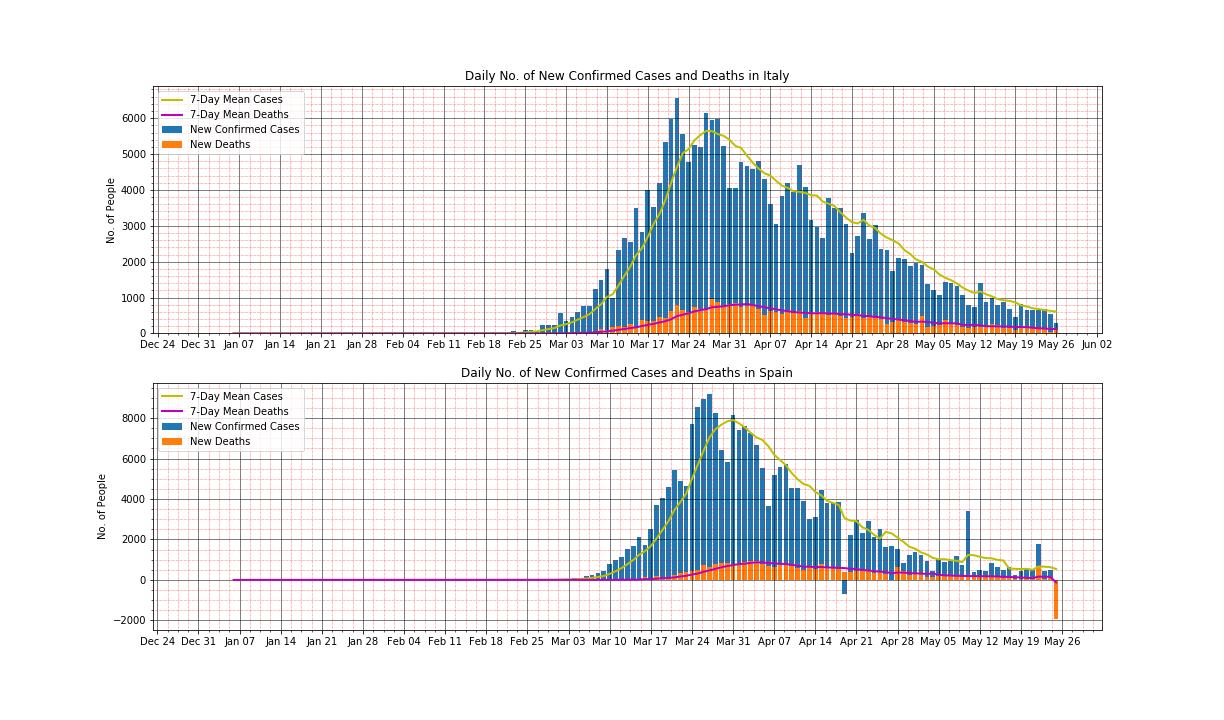 Daily No. of New Confirmed Cases and Deaths in Italy
7-Day Mean Cases
7-Day Mean Deaths
New Confirmed Cases
New Deaths
No. of People
6000
5000
4000
3000
2000
1000
0
Dec 24 Dec 31 Jan 07 Jan 14 Jan 21 Jan 28 Feb 04 Feb 11 Feb 18 Feb 25 Mar 03 Mar 10 Mar 17 Mar 24 Mar 31 Apr 07 Apr 14 Apr 21 Apr 28 May 05 May 12 May 19 May 26 Jun 02
Daily No. of New Confirmed Cases and Deaths in Spain
7-Day Mean Cases
7-Day Mean Deaths
New Confirmed Cases
New Deaths
No. of People
8000
6000
4000
2000
0
−2000
Dec 24 Dec 31 Jan 07 Jan 14 Jan 21 Jan 28 Feb 04 Feb 11 Feb 18 Feb 25 Mar 03 Mar 10 Mar 17 Mar 24 Mar 31 Apr 07 Apr 14 Apr 21 Apr 28 May 05 May 12 May 19 May 26